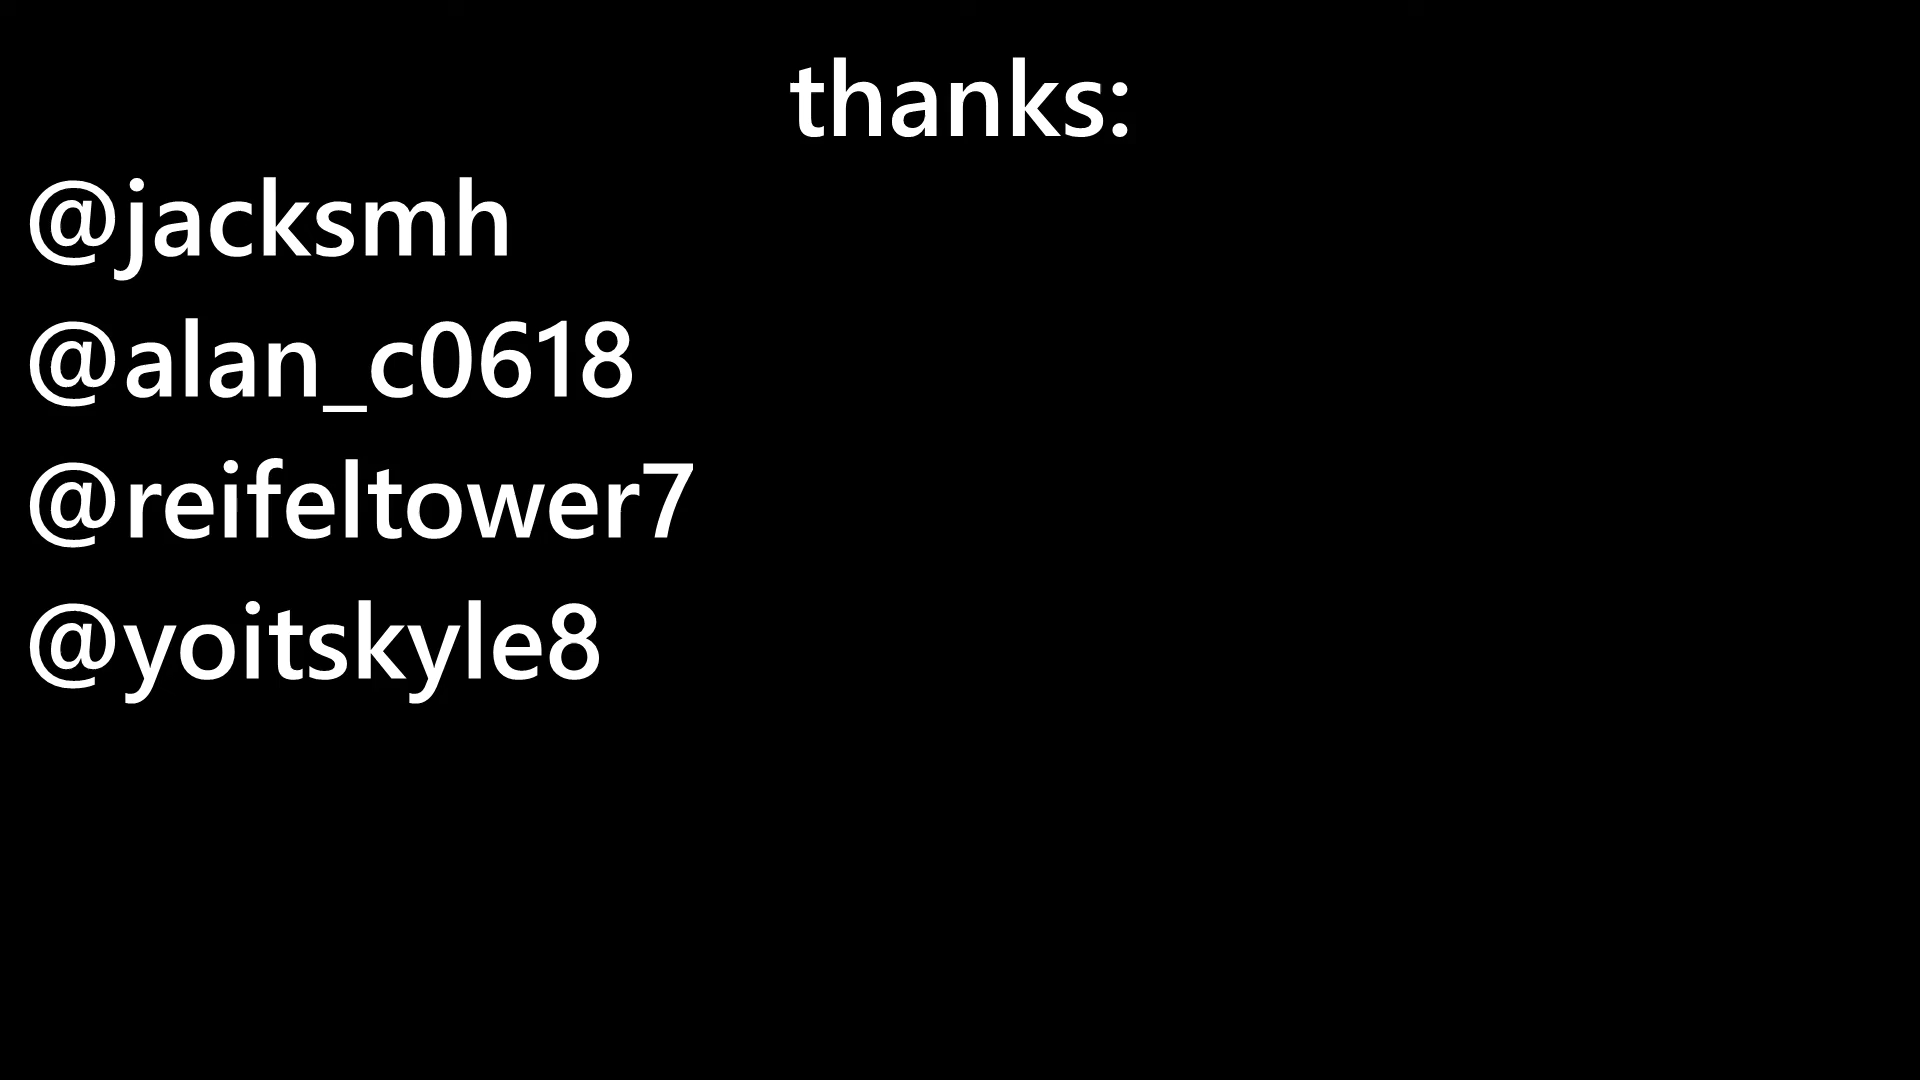 thanks:
@jacksmh
@alan_c0618
@reifeltower7
@yoitskyle8